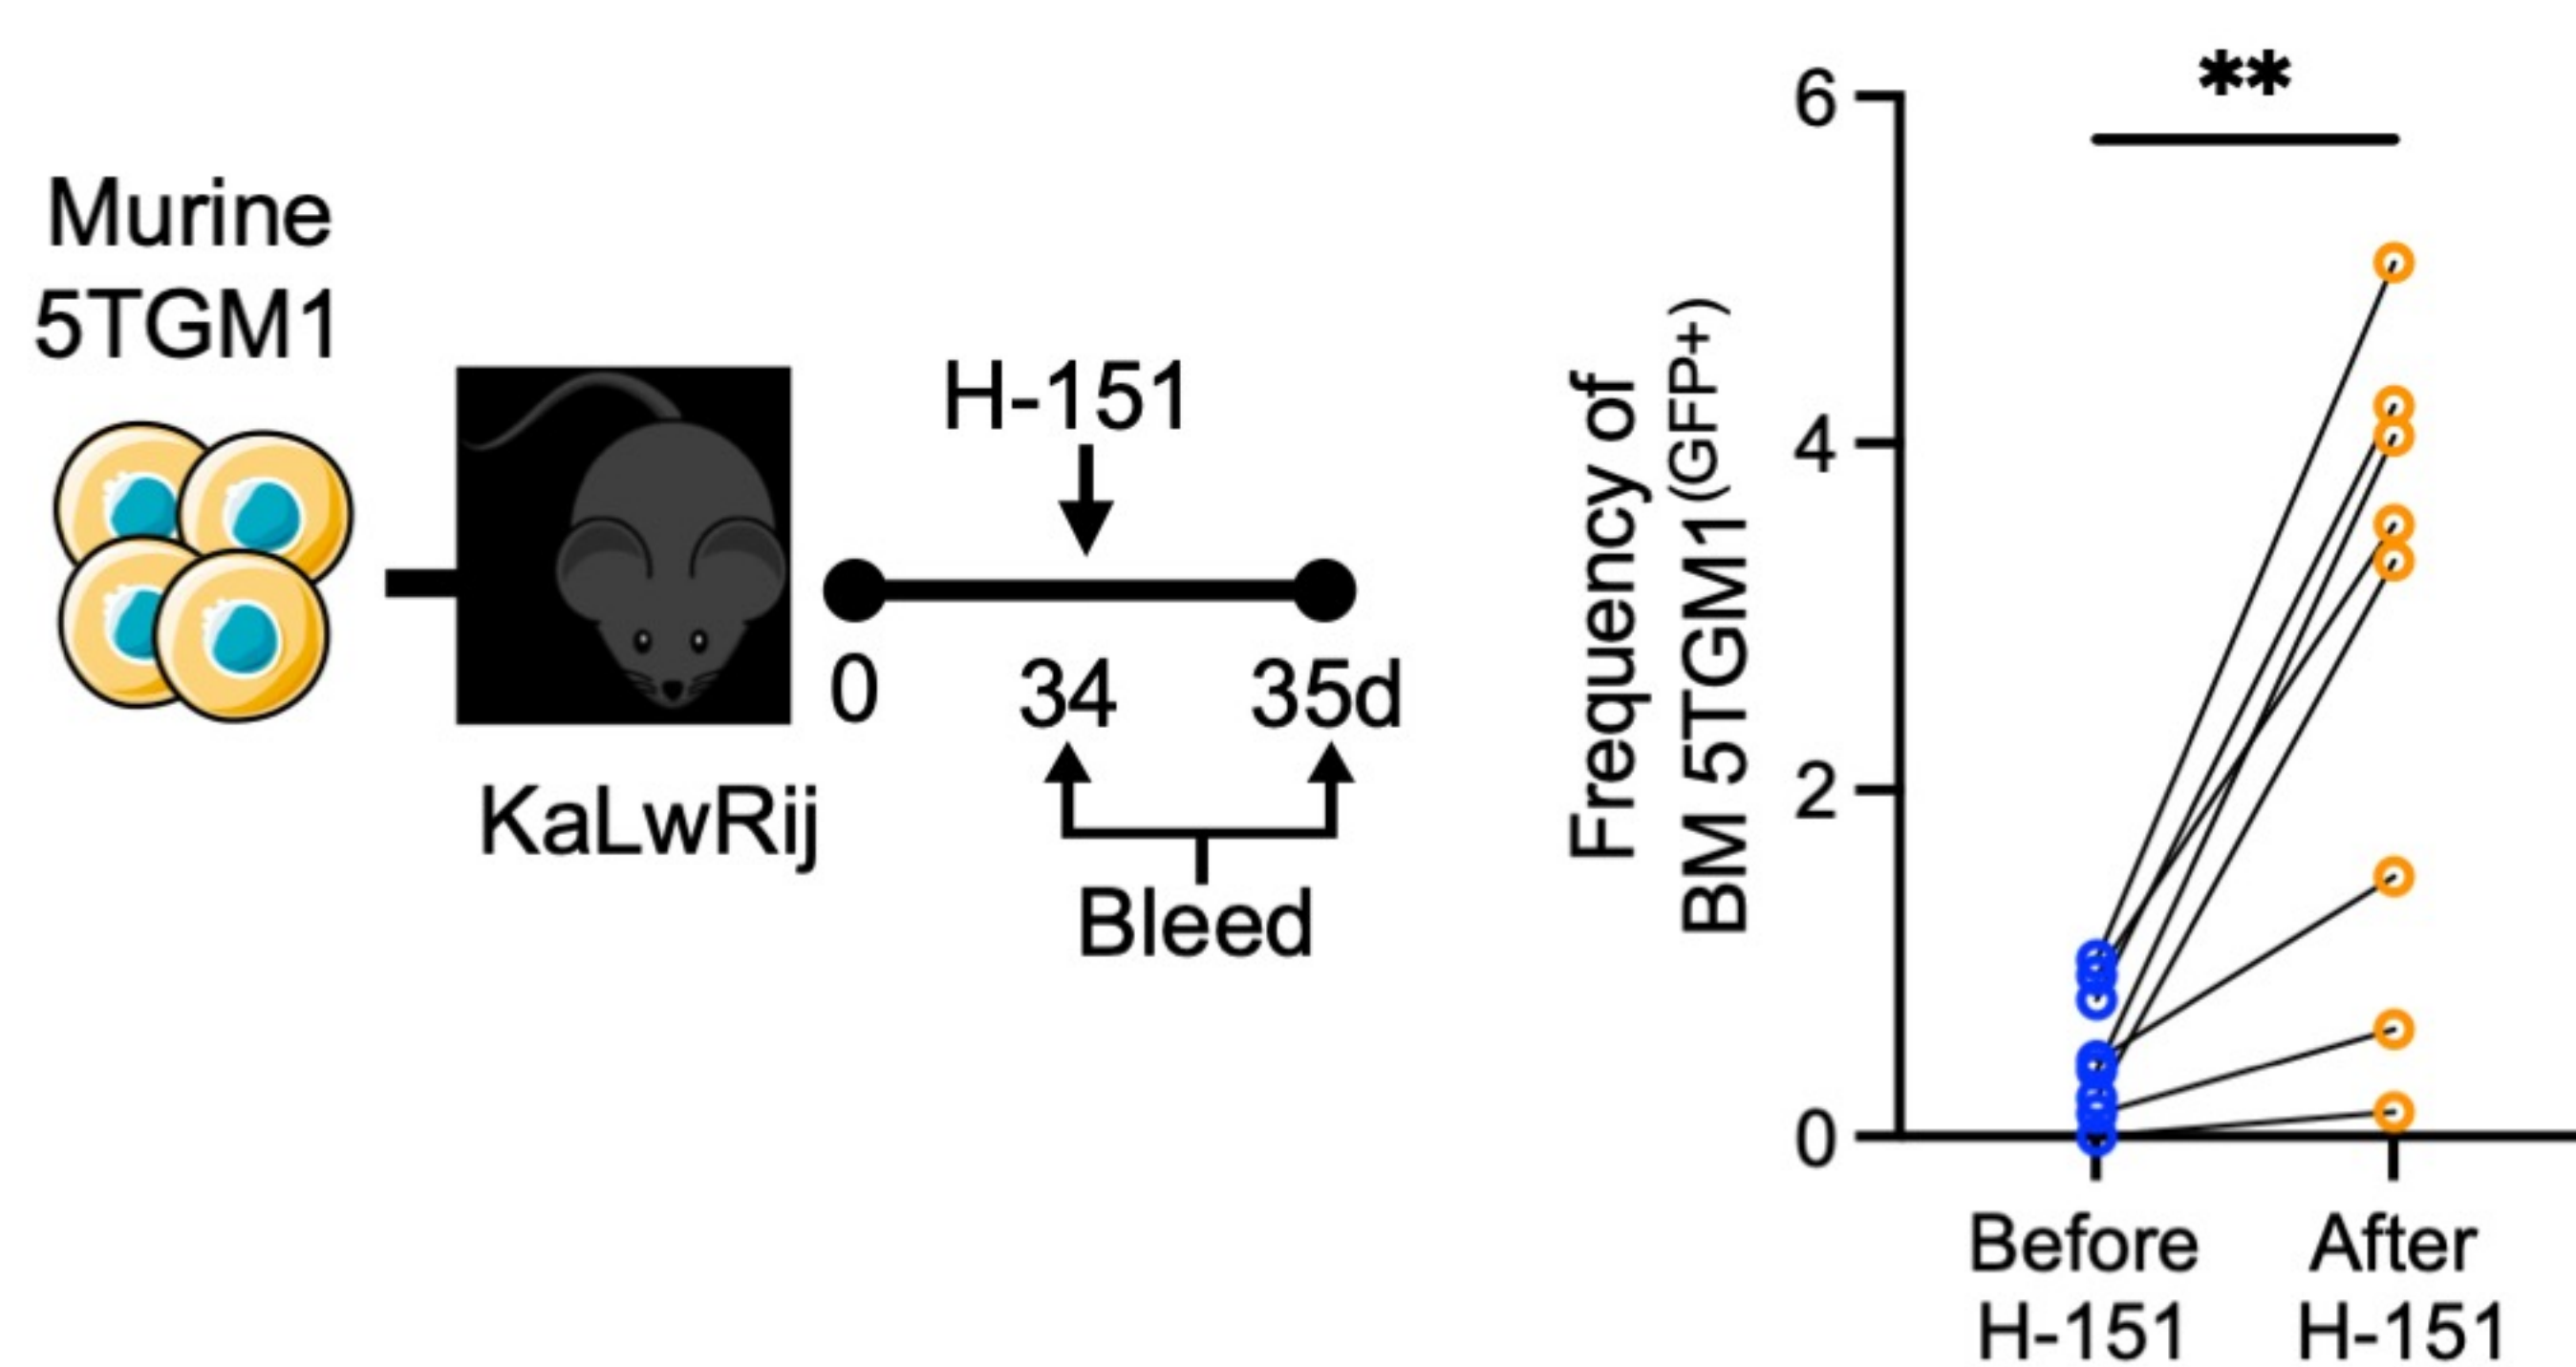 Murine
5TGM1
KaLwRij
H-151
0 34 35d
Bleed
Frequency of
BM 5TGM1(GFP+)
6
4
2
0
**
Before
H-151
After
H-151